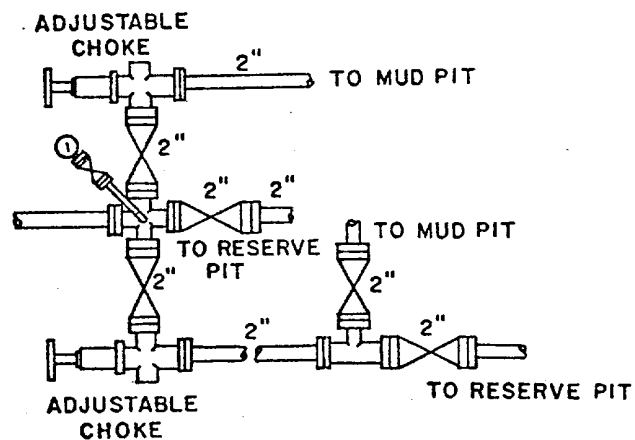 ADJUSTABLE
CHOKE
2"
TO MUD PIT
1
2"
2"
2"
TO RESERVE
PIT
TO MUD PIT
2"
2"
2"
2"
TO RESERVE PIT
ADJUSTABLE
CHOKE